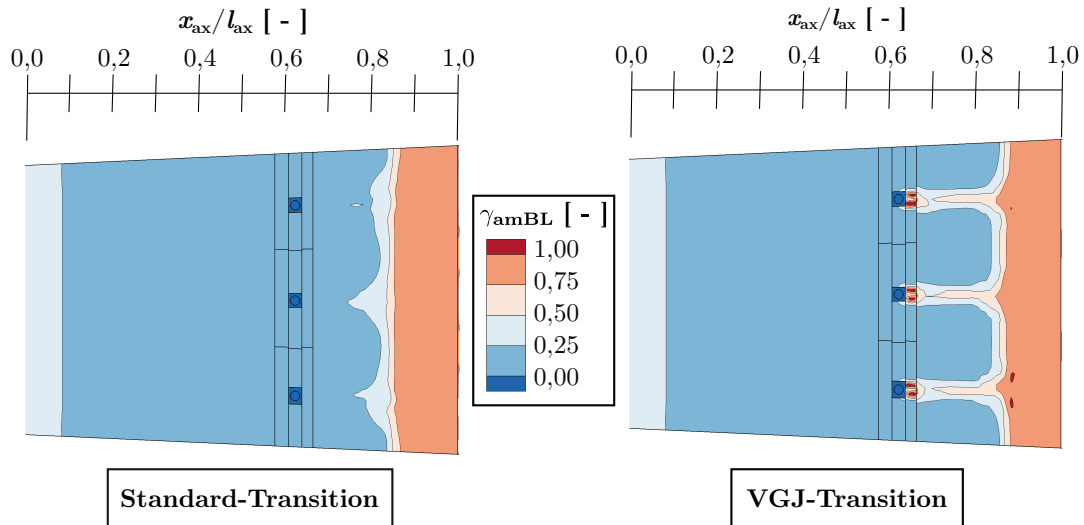 x_ax/l_ax [ - ]
0,0 0,2 0,4 0,6 0,8 1,0
x_ax/l_ax [ - ]
0,0 0,2 0,4 0,6 0,8 1,0
γ_amBL [ - ]
1,00
0,75
0,50
0,25
0,00
Standard-Transition
VGJ-Transition